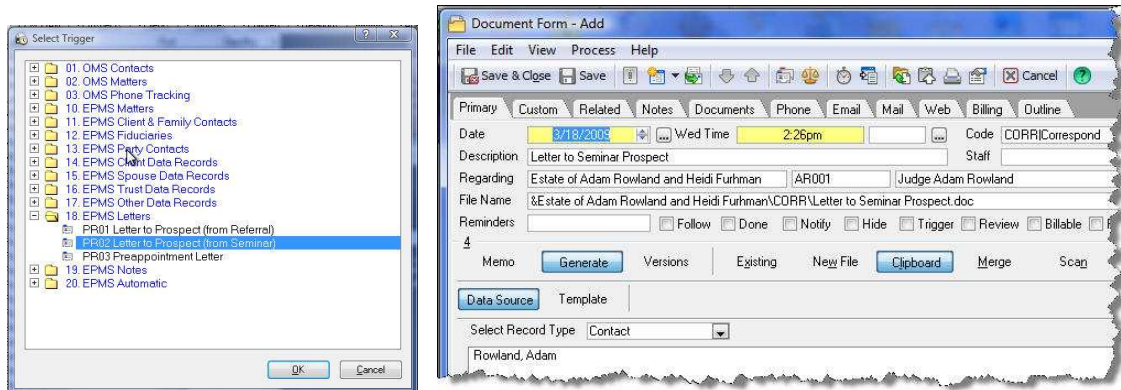 Select Trigger
01. OMS Contacts
02. OMS Matters
03. OMS Phone Tracking
10. EPMS Matters
11. EPMS Client & Family Contacts
12. EPMS Fiduciaries
13. EPMS Party Contacts
14. EPMS Client Data Records
15. EPMS Spouse Data Records
16. EPMS Trust Data Records
17. EPMS Other Data Records
18. EPMS Letters
PR01 Letter to Prospect (from Referral)
PR02 Letter to Prospect (from Seminar)
PR03 Preappointment Letter
19. EPMS Notes
20. EPMS Automatic
OK Cancel
Document Form - Add
File Edit View Process Help
Save & Close Save Cancel
Primary Custom Related Notes Documents Phone Email Mail Web Billing Outline
Date 3/18/2009 ... Wed Time 2:26pm ... Code CORR|Correspond
Description Letter to Seminar Prospect Staff
Regarding Estate of Adam Rowland and Heidi Furhman AR001 Judge Adam Rowland
File Name &Estate of Adam Rowland and Heidi Furhman\CORR\Letter to Seminar Prospect.doc
Reminders Follow Done Notify Hide Trigger Review Billable
4
Memo Generate Versions Existing New File Clipboard Merge Scan
Data Source Template
Select Record Type Contact
Rowland, Adam